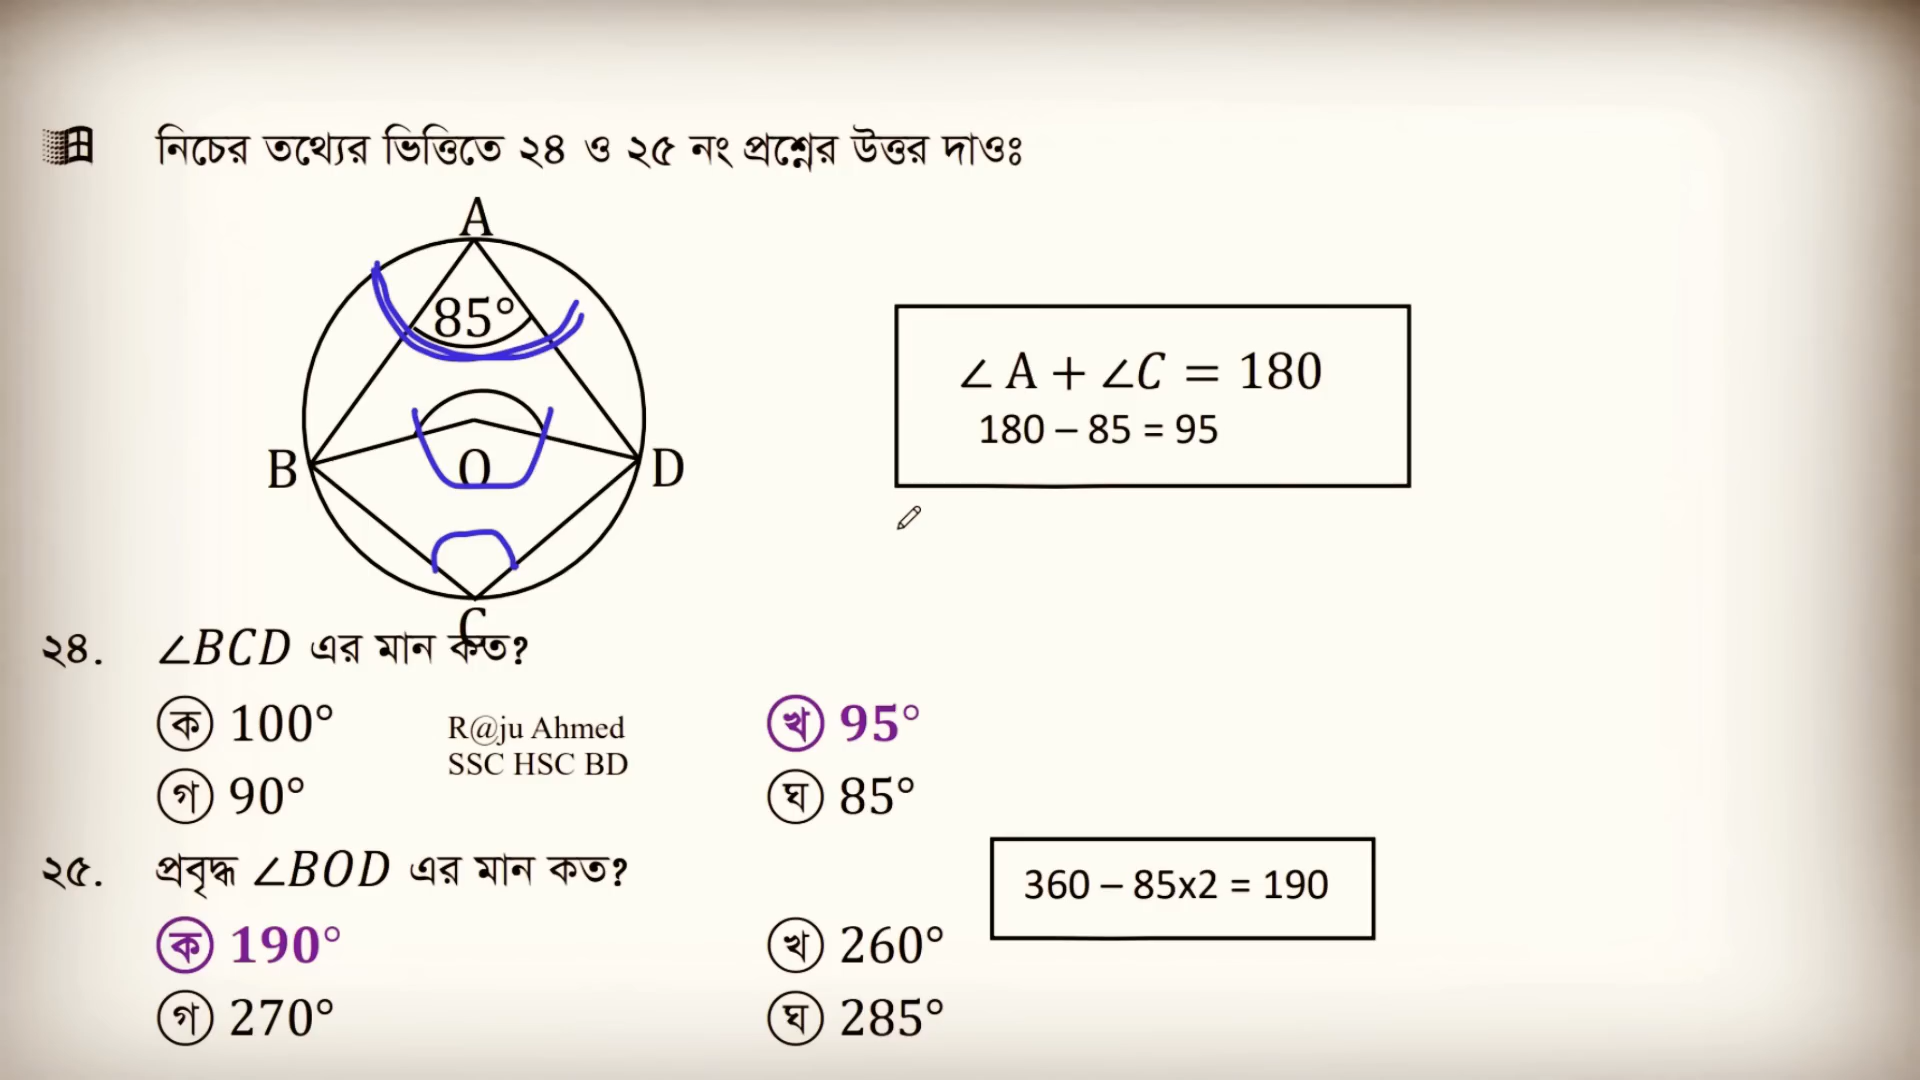 নিচের তথ্যের ভিত্তিতে ২৪ ও ২৫ নং প্রশ্নের উত্তর দাওঃ
A
85°
B
O
D
C
∠ A + ∠C = 180
180 – 85 = 95
২৪. ∠BCD এর মান কত?
ক 100°
খ 95°
গ 90°
ঘ 85°
R@ju Ahmed
SSC HSC BD
২৫. প্রবৃদ্ধ ∠BOD এর মান কত?
360 – 85x2 = 190
ক 190°
খ 260°
গ 270°
ঘ 285°